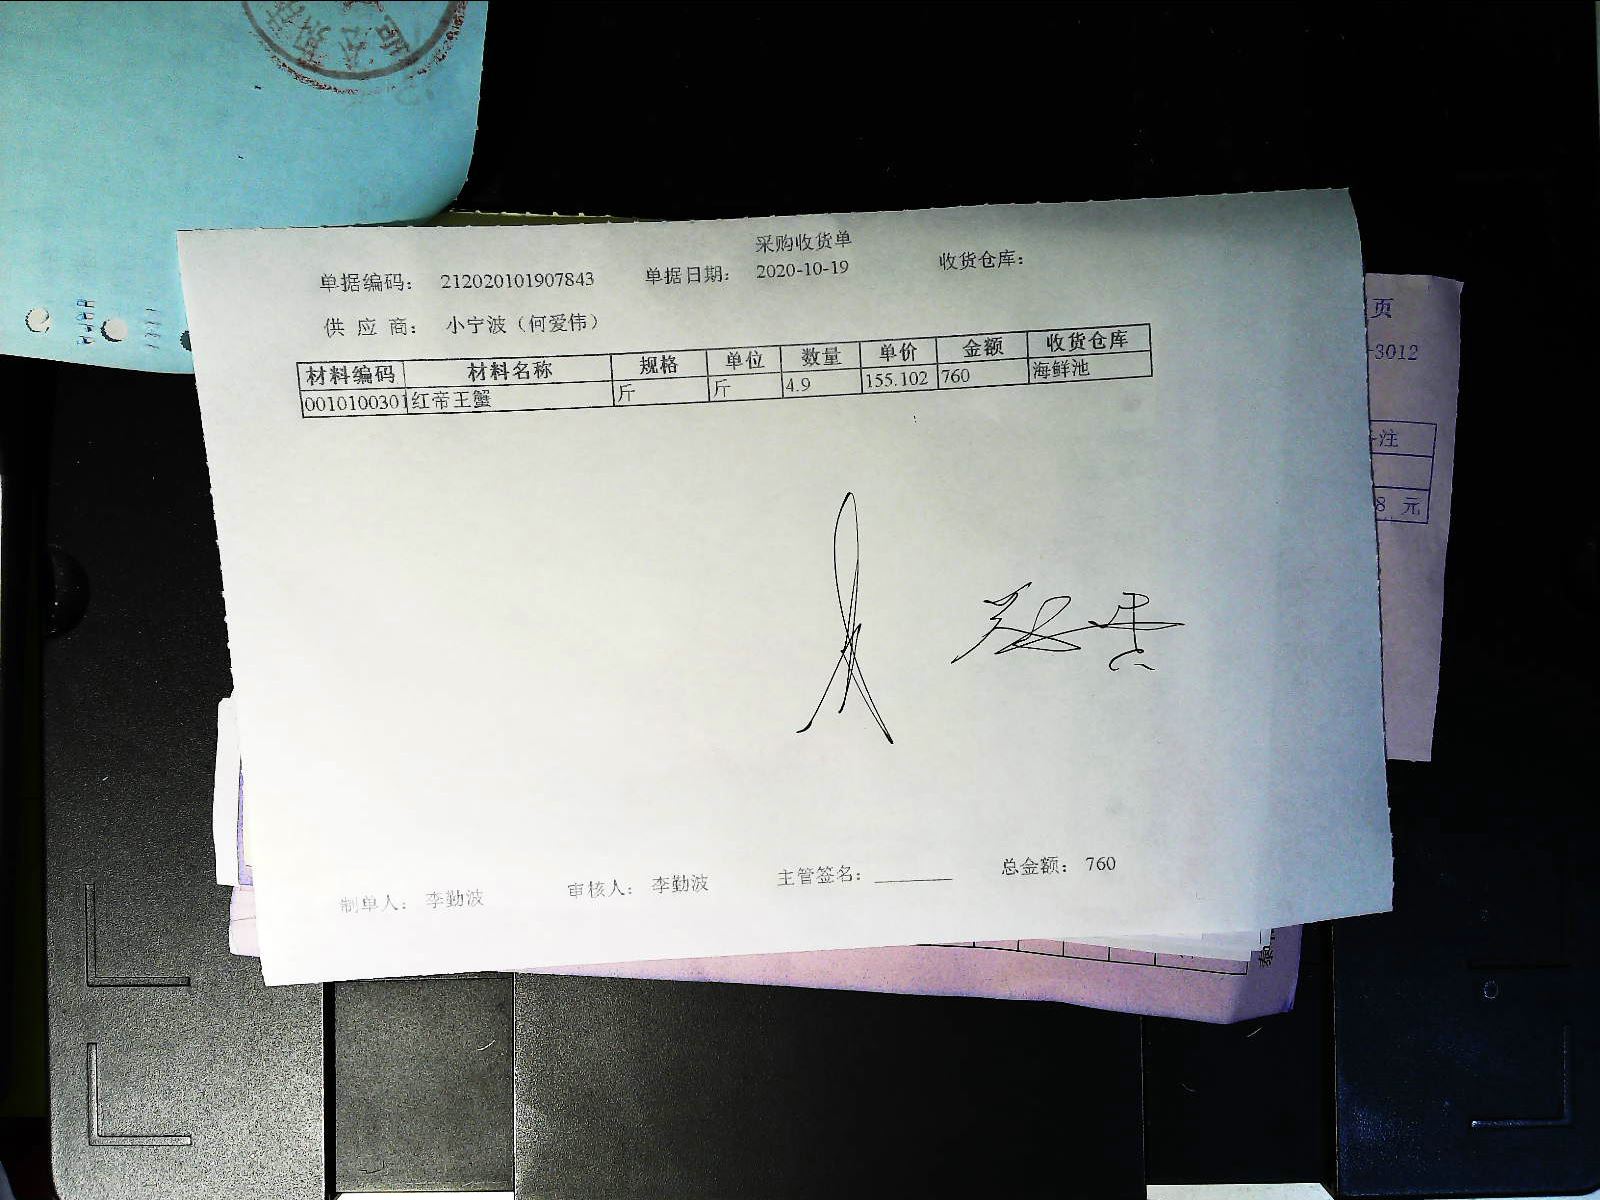 采购收货单
单据编码： 212020101907843 单据日期： 2020-10-19 收货仓库：
供 应 商： 小宁波（何爱伟）
材料编码 材料名称 规格 单位 数量 单价 金额 收货仓库
0010100301 红帝王蟹 斤 斤 4.9 155.102 760 海鲜池
制单人： 李勤波 审核人： 李勤波 主管签名： 总金额： 760
页
-3012
注
8 元